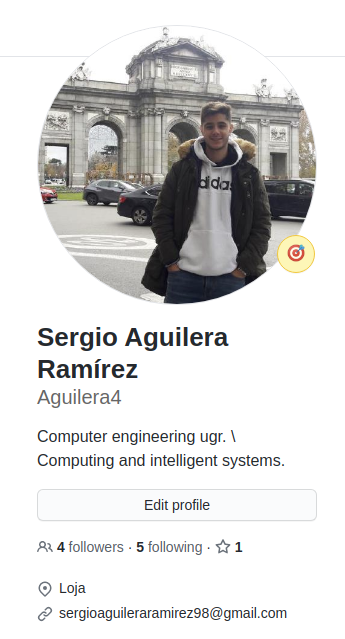 adidas
Sergio Aguilera
Ramírez
Aguilera4
Computer engineering ugr. \
Computing and intelligent systems.
Edit profile
4 followers · 5 following · 1
Loja
sergioaguileraramirez98@gmail.com